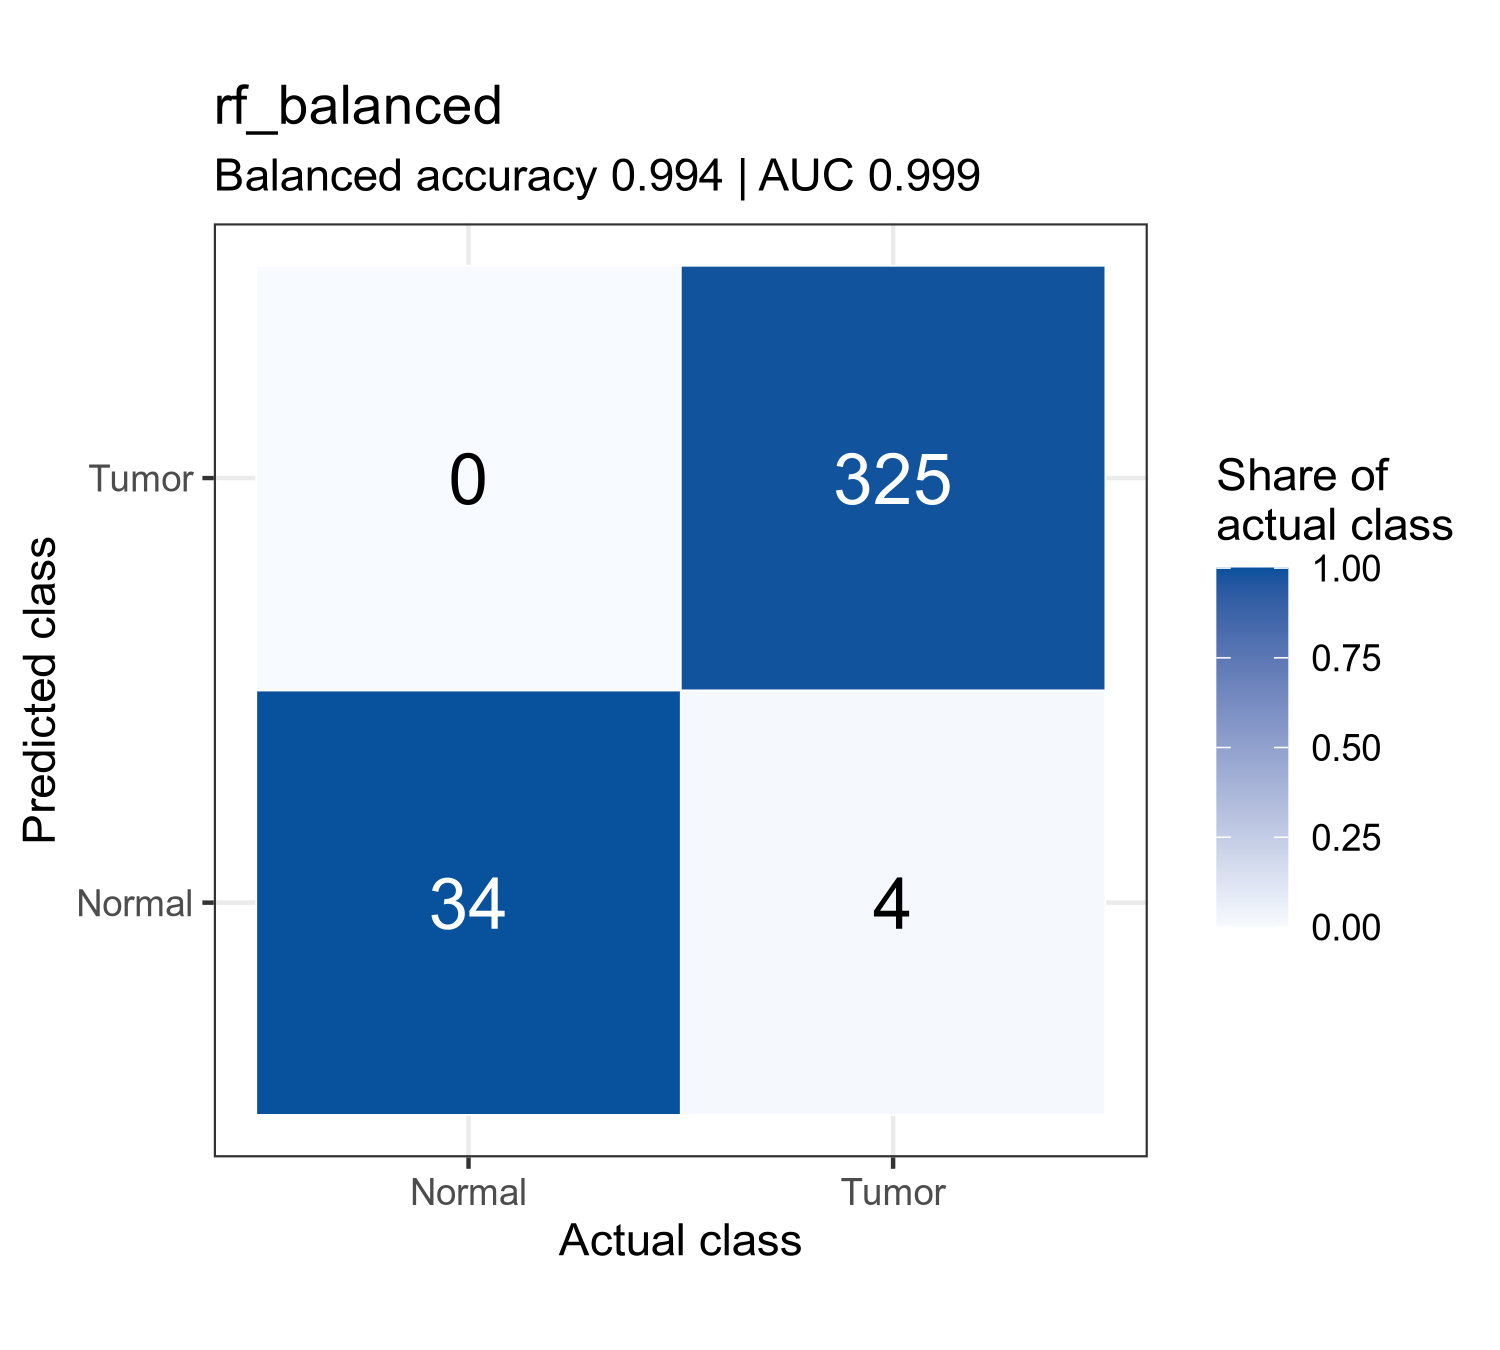 rf_balanced
Balanced accuracy 0.994 | AUC 0.999
Predicted class
Tumor
Normal
0
325
34
4
Normal
Tumor
Actual class
Share of
actual class
1.00
0.75
0.50
0.25
0.00